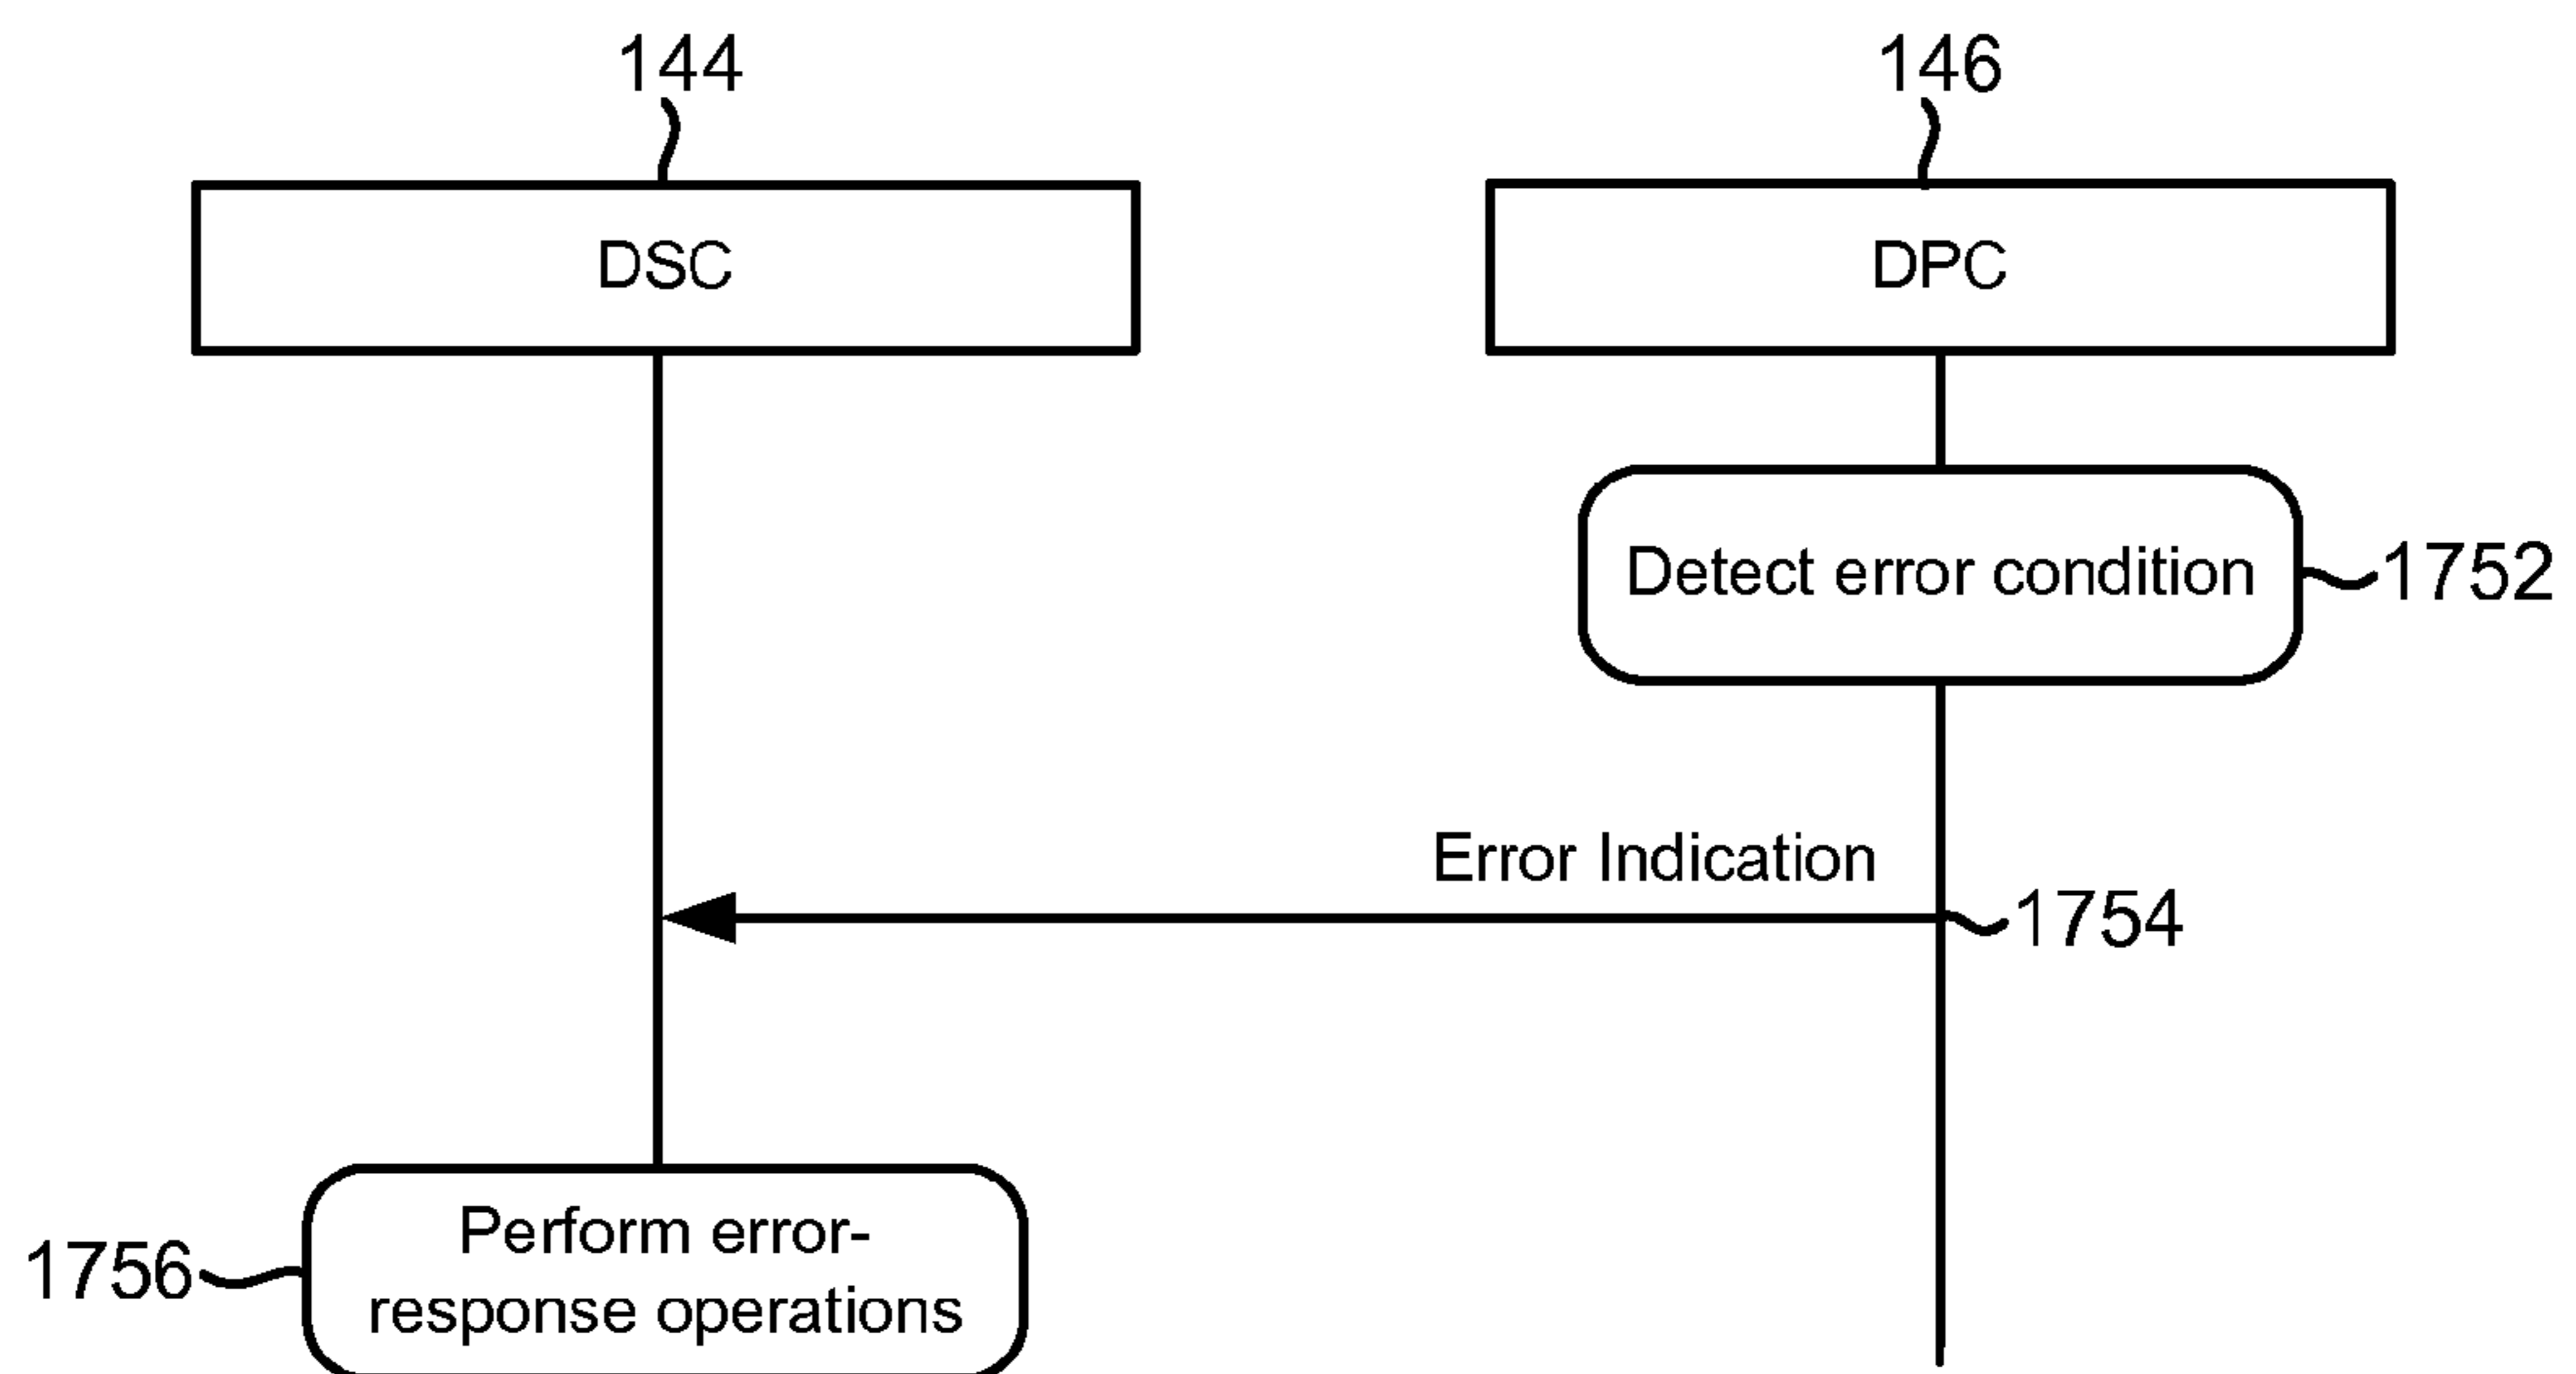 144
146
DSC
DPC
Detect error condition
1752
Error Indication
1754
Perform error-
response operations
1756